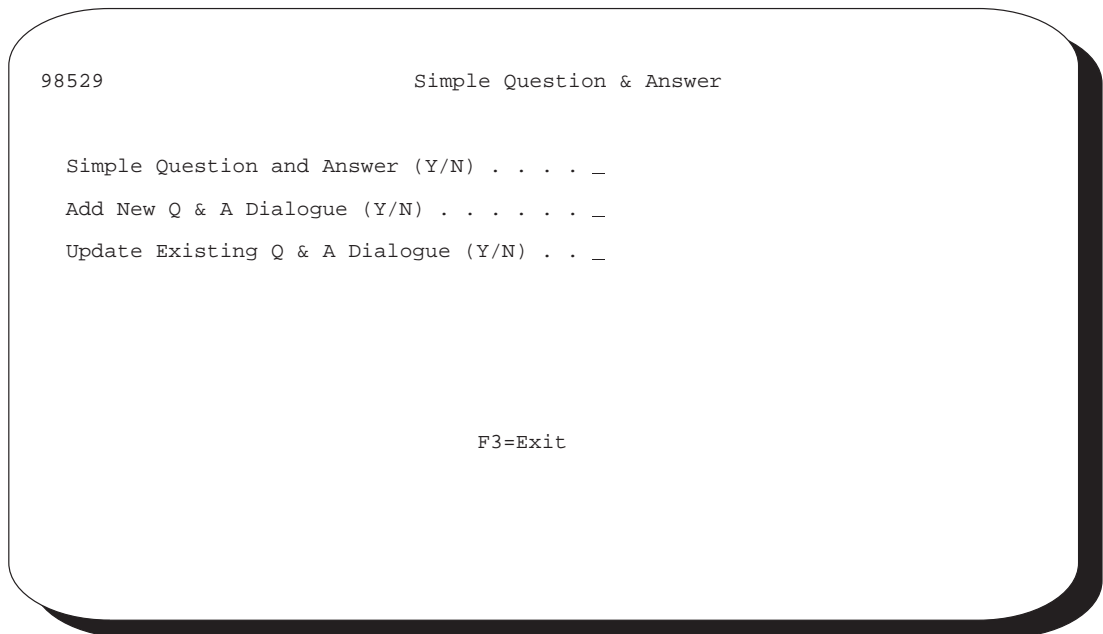 98529 Simple Question & Answer
Simple Question and Answer (Y/N) . . . . _
Add New Q & A Dialogue (Y/N) . . . . . . _
Update Existing Q & A Dialogue (Y/N) . . _
F3=Exit